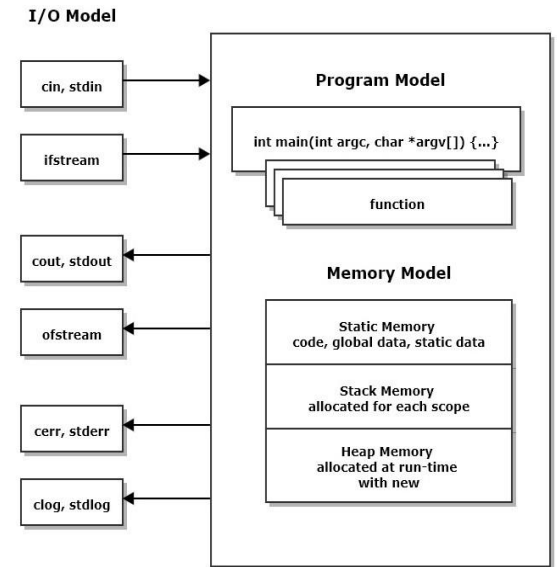 I/O Model
cin, stdin
ifstream
cout, stdout
ofstream
cerr, stderr
clog, stdlog
Program Model
int main(int argc, char *argv[]) {...}
function
Memory Model
Static Memory
code, global data, static data
Stack Memory
allocated for each scope
Heap Memory
allocated at run-time
with new